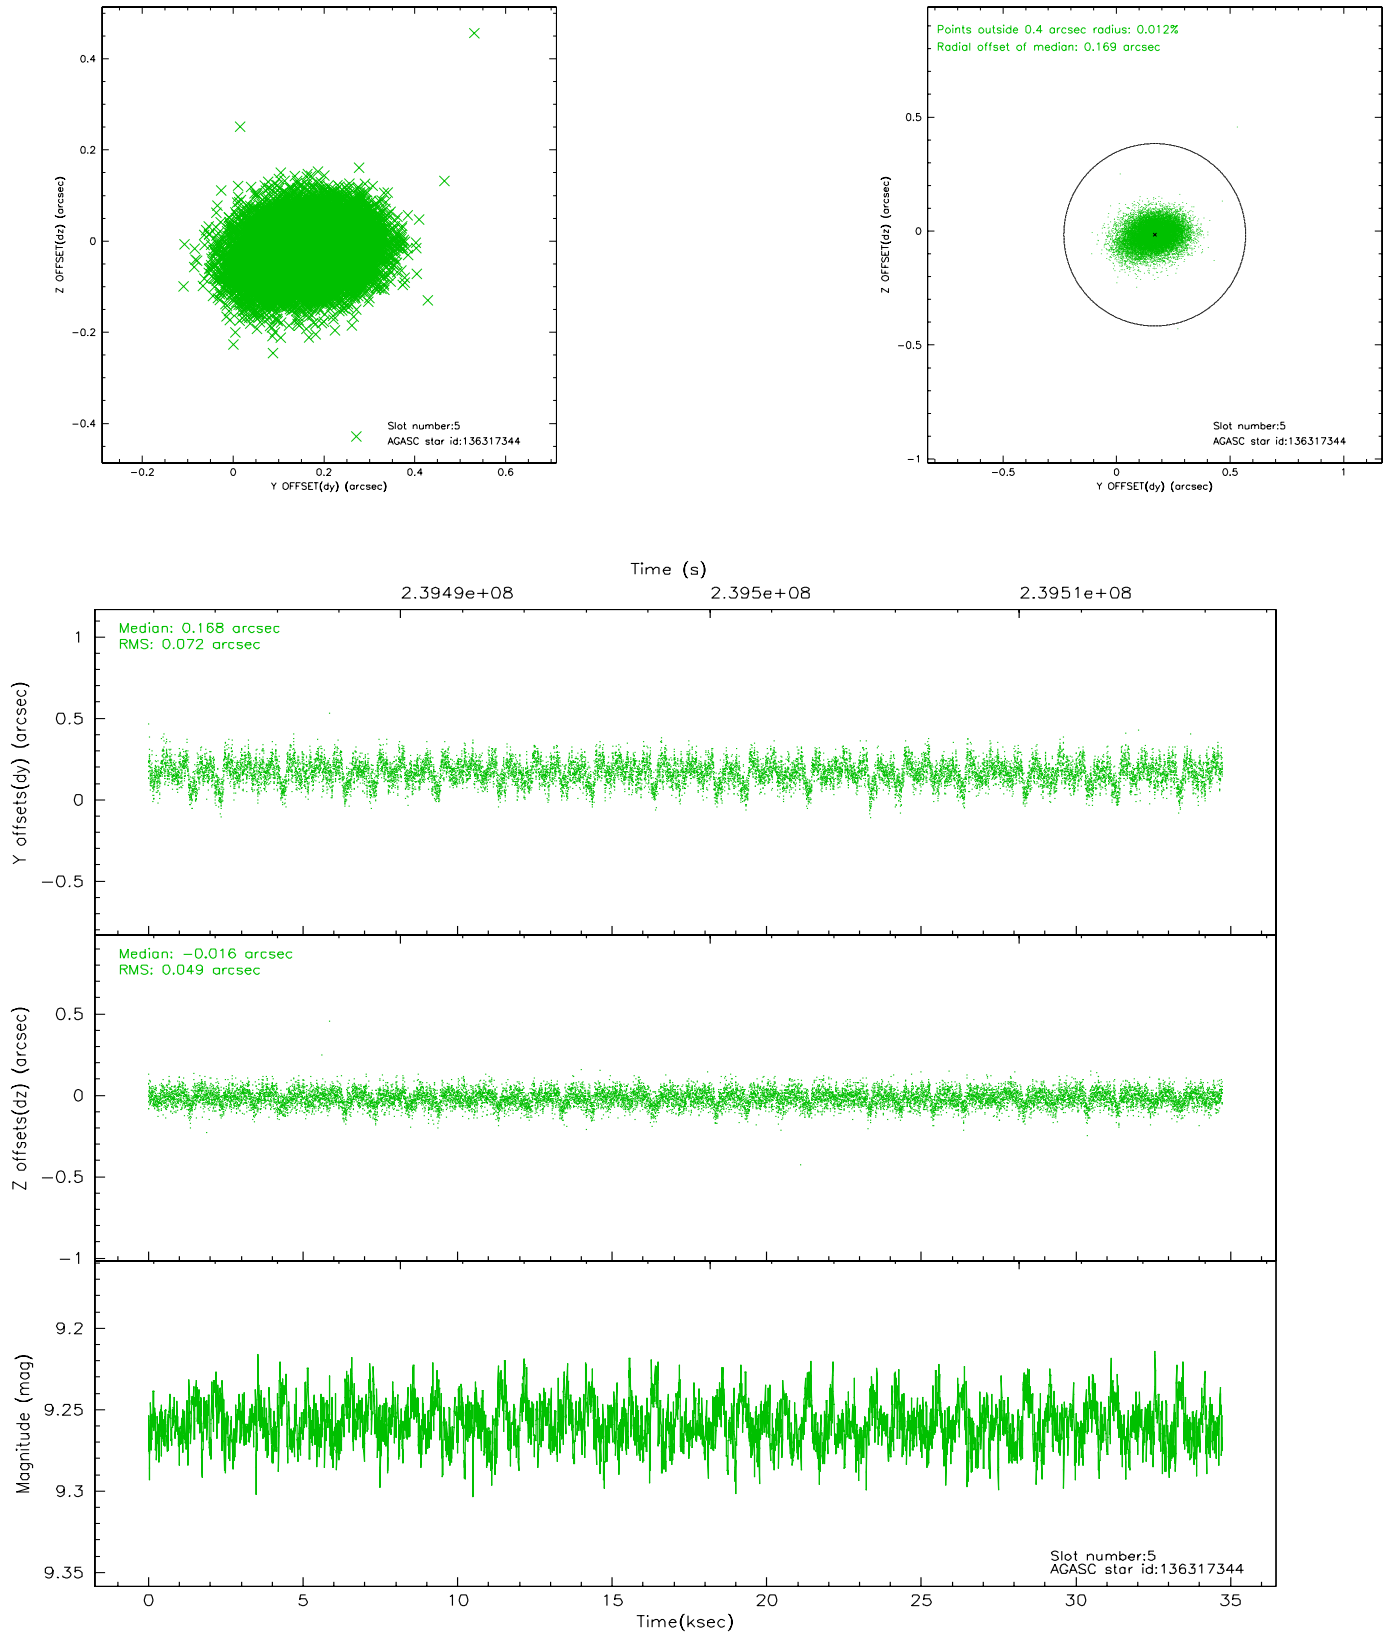 0.4
0.2
0
−0.2
−0.4
Z OFFSET(dz) (arcsec)
Slot number:5
AGASC star id:136317344
−0.2 0 0.2 0.4 0.6
Y OFFSET(dy) (arcsec)
Points outside 0.4 arcsec radius: 0.012%
Radial offset of median: 0.169 arcsec
0.5
0
−0.5
−1
Z OFFSET(dz) (arcsec)
Slot number:5
AGASC star id:136317344
−0.5 0 0.5 1
Y OFFSET(dy) (arcsec)
Time (s)
2.3949e+08 2.395e+08 2.3951e+08
Median: 0.168 arcsec
RMS: 0.072 arcsec
1
0.5
0
−0.5
Y offsets(dy) (arcsec)
Median: −0.016 arcsec
RMS: 0.049 arcsec
0.5
0
−0.5
−1
Z offsets(dz) (arcsec)
9.2
9.25
9.3
9.35
Magnitude (mag)
Slot number:5
AGASC star id:136317344
0 5 10 15 20 25 30 35
Time(ksec)